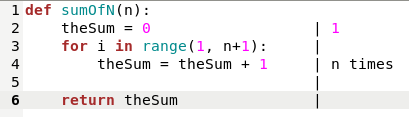 1 def sumOfN(n):
2     theSum = 0                   | 1
3     for i in range(1, n+1):      |
4         theSum = theSum + 1      | n times
5                                  |
6     return theSum                |